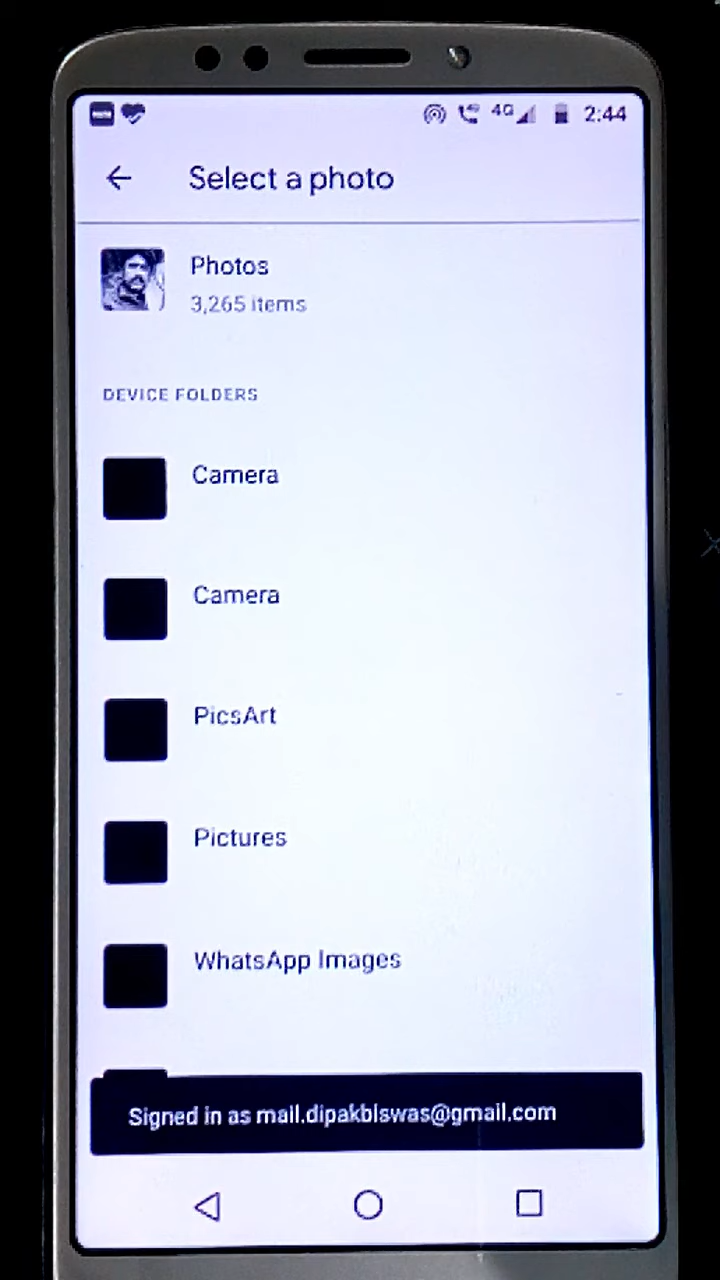 4G 2:44
Select a photo
Photos
3,265 items
DEVICE FOLDERS
Camera
Camera
PicsArt
Pictures
WhatsApp Images
Signed in as mail.dipakbiswas@gmail.com